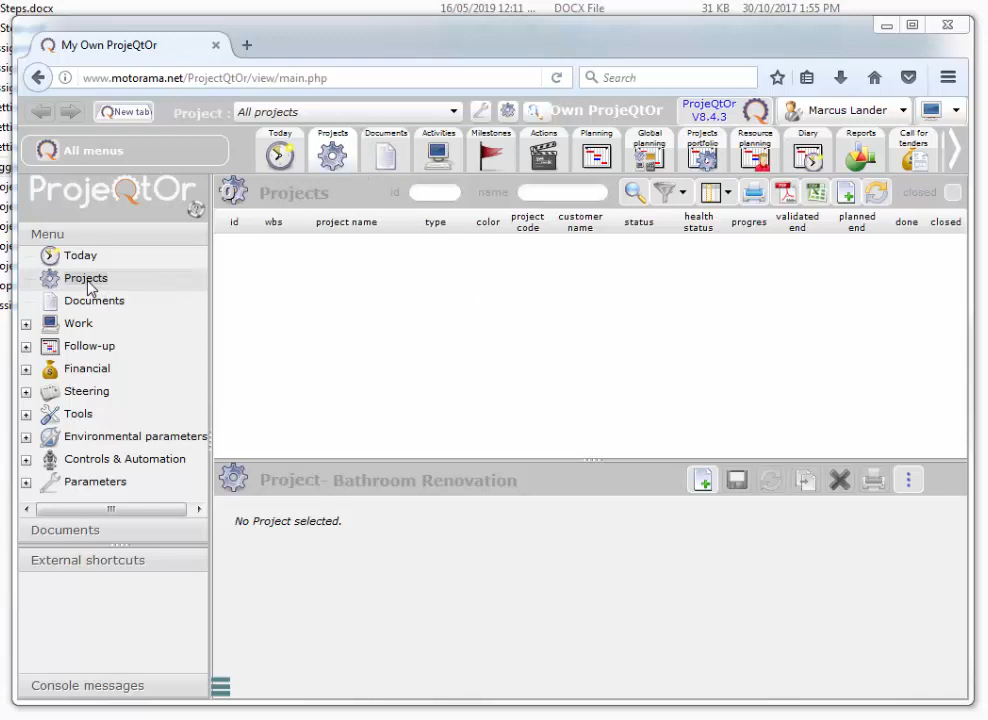 Steps.docx 16/05/2019 12:11 ... DOCX File 31 KB 30/10/2017 1:55 PM
My Own ProjeQtOr
www.motorama.net/ProjectQtOr/view/main.php
Search
New tab
Project :
All projects
Own ProjeQtOr
ProjeQtOr
V8.4.3
Marcus Lander
All menus
Today
Projects
Documents
Activities
Milestones
Actions
Planning
Global
planning
Projects
portfolio
Resource
planning
Diary
Reports
Call for
tenders
ProjeQtOr
Projects
id
name
closed
id
wbs
project name
type
color
project
code
customer
name
status
health
status
progres
validated
end
planned
end
done
closed
Menu
Today
Projects
Documents
Work
Follow-up
Financial
Steering
Tools
Environmental parameters
Controls & Automation
Parameters
Documents
External shortcuts
Console messages
Project- Bathroom Renovation
No Project selected.